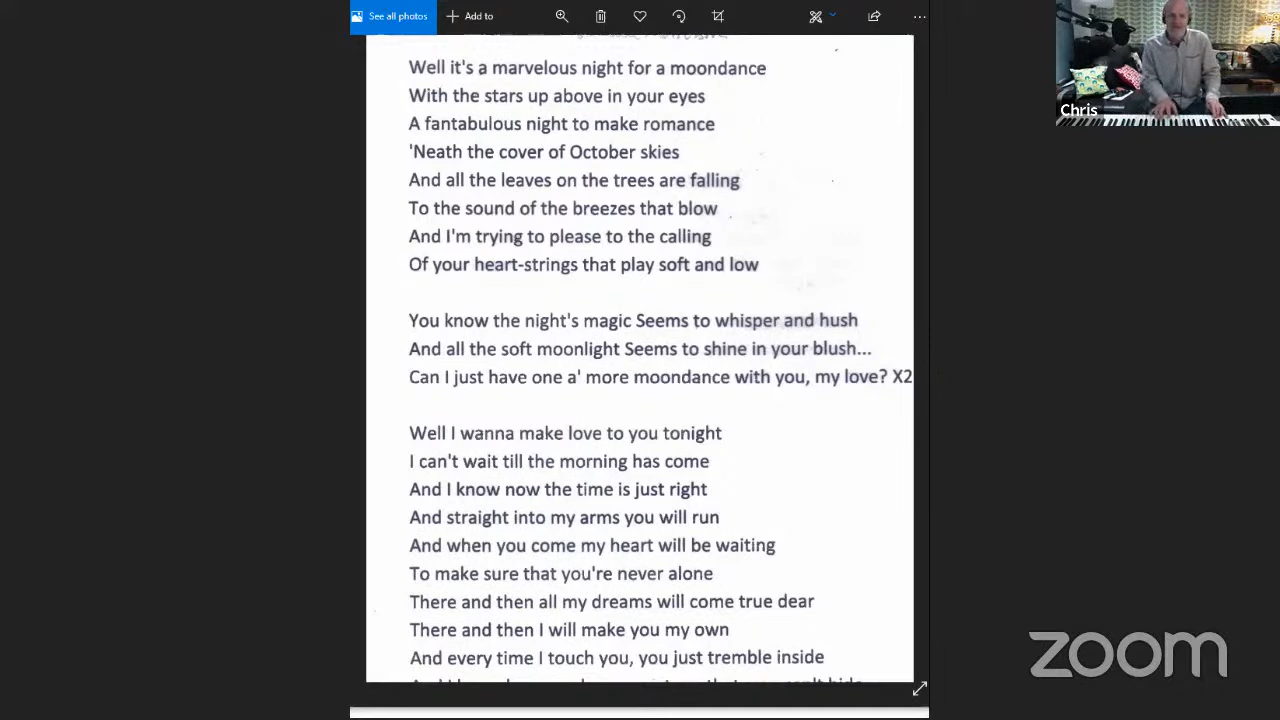 See all photos
Add to
Well it's a marvelous night for a moondance
With the stars up above in your eyes
A fantabulous night to make romance
'Neath the cover of October skies
And all the leaves on the trees are falling
To the sound of the breezes that blow
And I'm trying to please to the calling
Of your heart-strings that play soft and low
You know the night's magic Seems to whisper and hush
And all the soft moonlight Seems to shine in your blush...
Can I just have one a' more moondance with you, my love? X2
Well I wanna make love to you tonight
I can't wait till the morning has come
And I know now the time is just right
And straight into my arms you will run
And when you come my heart will be waiting
To make sure that you're never alone
There and then all my dreams will come true dear
There and then I will make you my own
And every time I touch you, you just tremble inside
Chris
zoom